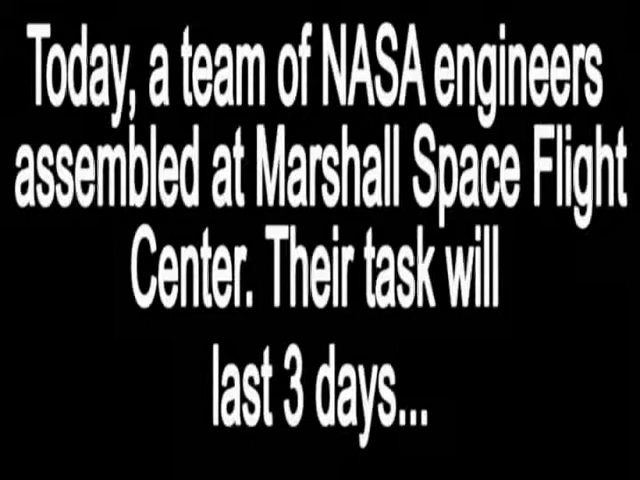 Today, a team of NASA engineers
assembled at Marshall Space Flight
Center. Their task will
last 3 days...